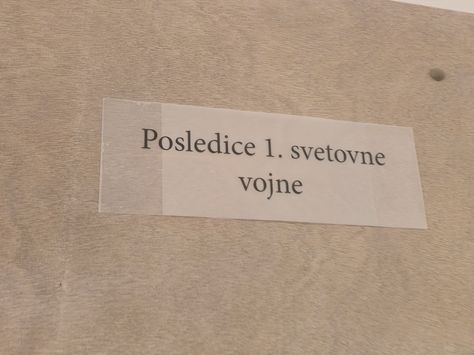 Posledice 1. svetovne
vojne